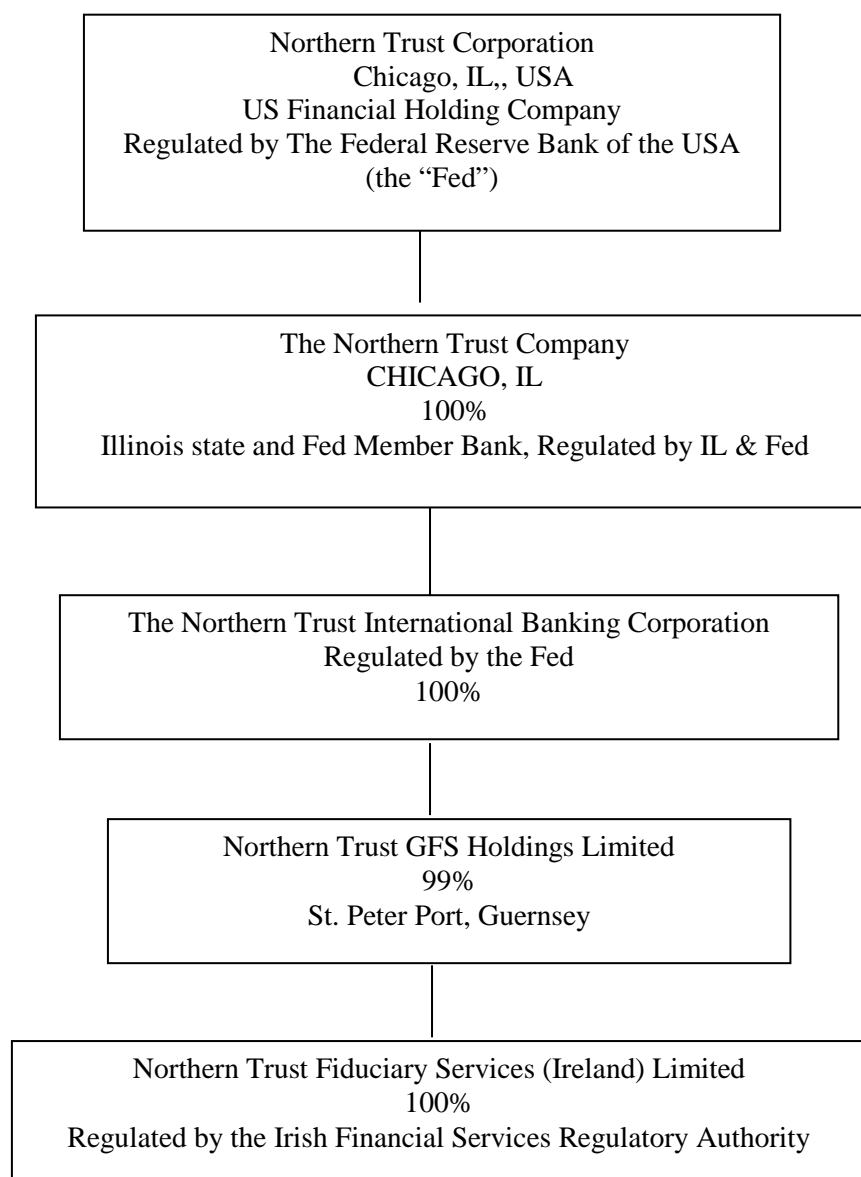 Northern Trust Corporation
Chicago, IL,, USA
US Financial Holding Company
Regulated by The Federal Reserve Bank of the USA
(the “Fed”)
The Northern Trust Company
CHICAGO, IL
100%
Illinois state and Fed Member Bank, Regulated by IL & Fed
The Northern Trust International Banking Corporation
Regulated by the Fed
100%
Northern Trust GFS Holdings Limited
99%
St. Peter Port, Guernsey
Northern Trust Fiduciary Services (Ireland) Limited
100%
Regulated by the Irish Financial Services Regulatory Authority